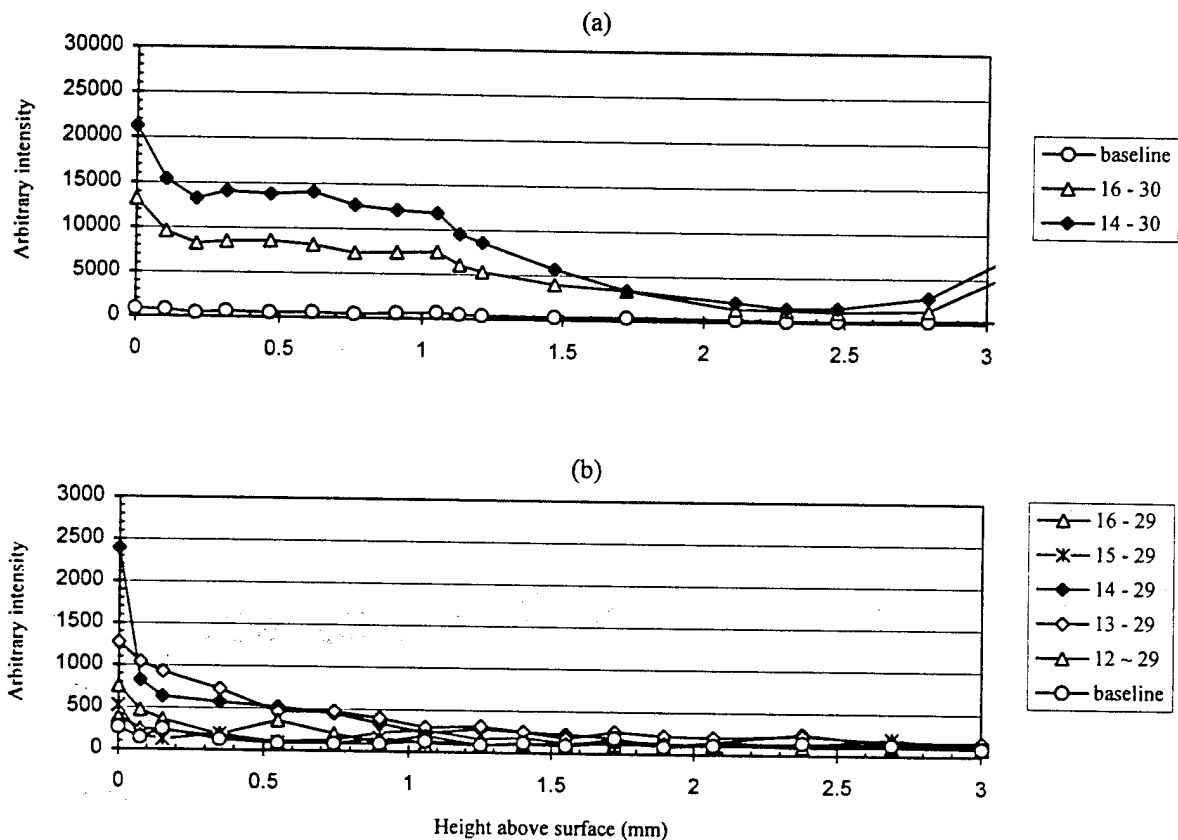 (a)
Arbitrary intensity
30000
25000
20000
15000
10000
5000
0
0 0.5 1 1.5 2 2.5 3
baseline
16 - 30
14 - 30
(b)
Arbitrary intensity
3000
2500
2000
1500
1000
500
0
0 0.5 1 1.5 2 2.5 3
Height above surface (mm)
16 - 29
15 - 29
14 - 29
13 - 29
12 ~ 29
baseline